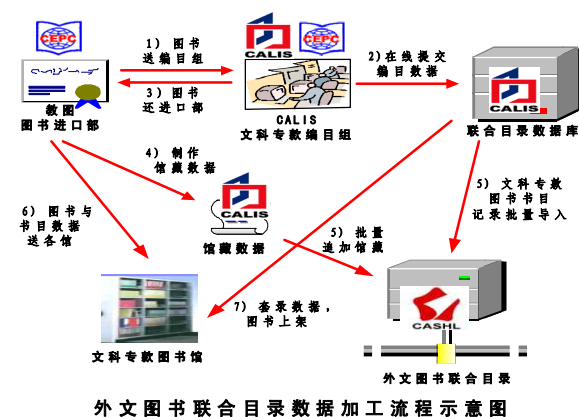 CEPC
教图
图书进口部
1) 图书
送编目组
3) 图书
还进口部
CALIS
CEPC
CALIS
文科专款编目组
2)在线提交
编目数据
CALIS
联合目录数据库
4) 制作
馆藏数据
CALIS
馆藏数据
5) 文科专款
图书书目
记录批量导入
6) 图书与
书目数据
送各馆
5) 批量
追加馆藏
7) 套录数据，
图书上架
文科专款图书馆
CASHL
外文图书联合目录
外文图书联合目录数据加工流程示意图